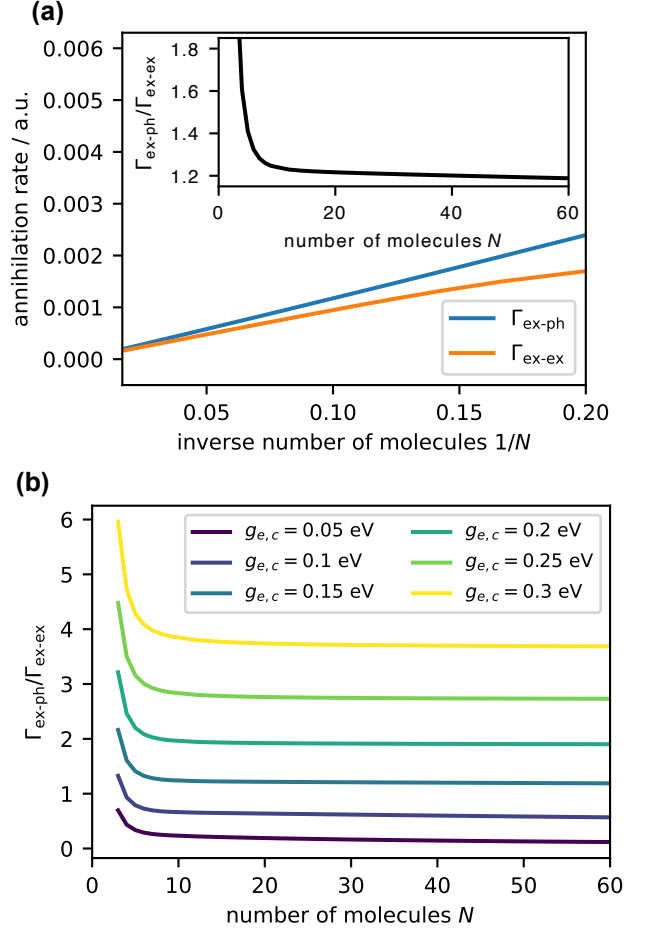 (a)
annihilation rate / a.u.
0.006
0.005
0.004
0.003
0.002
0.001
0.000
Γex-ph/Γex-ex
1.8
1.6
1.4
1.2
0 20 40 60
number of molecules N
Γex-ph
Γex-ex
0.05 0.10 0.15 0.20
inverse number of molecules 1/N
(b)
Γex-ph/Γex-ex
6
5
4
3
2
1
0
ge,c = 0.05 eV
ge,c = 0.1 eV
ge,c = 0.15 eV
ge,c = 0.2 eV
ge,c = 0.25 eV
ge,c = 0.3 eV
0 10 20 30 40 50 60
number of molecules N